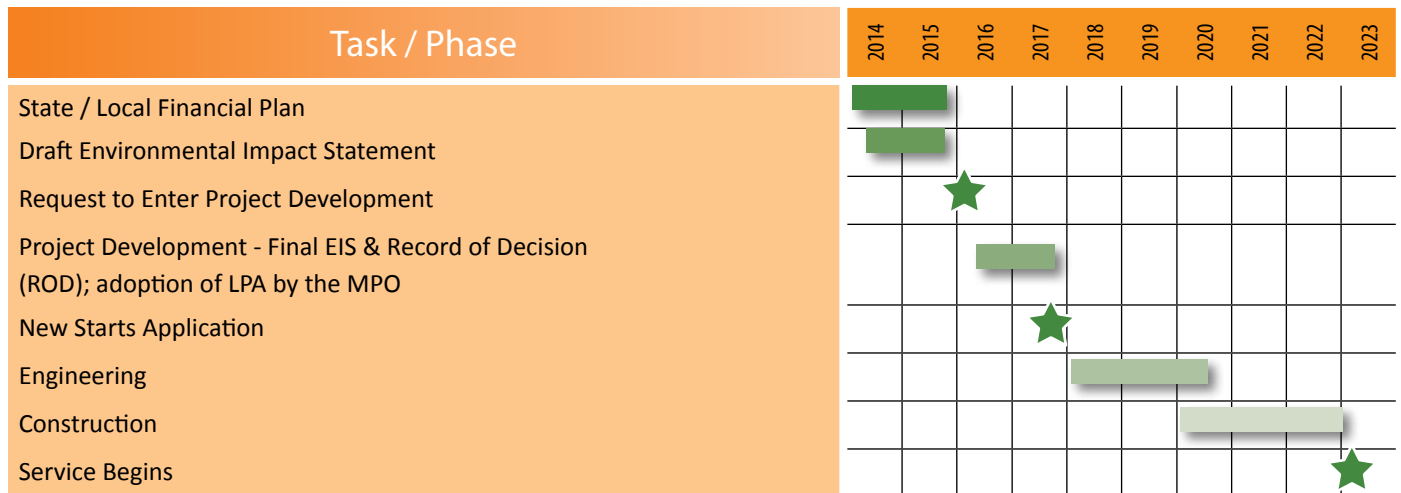 Task / Phase
2014 2015 2016 2017 2018 2019 2020 2021 2022 2023
State / Local Financial Plan
Draft Environmental Impact Statement
Request to Enter Project Development
Project Development - Final EIS & Record of Decision
(ROD); adoption of LPA by the MPO
New Starts Application
Engineering
Construction
Service Begins